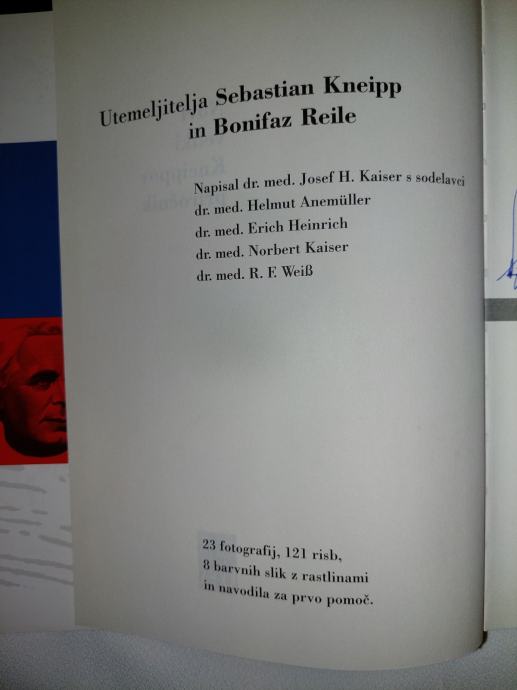 Utemeljitelja Sebastian Kneipp
in Bonifaz Reile
Napisal dr. med. Josef H. Kaiser s sodelavci
dr. med. Helmut Anemüller
dr. med. Erich Heinrich
dr. med. Norbert Kaiser
dr. med. R. F. Weiß
23 fotografij, 121 risb,
8 barvnih slik z rastlinami
in navodila za prvo pomoč.